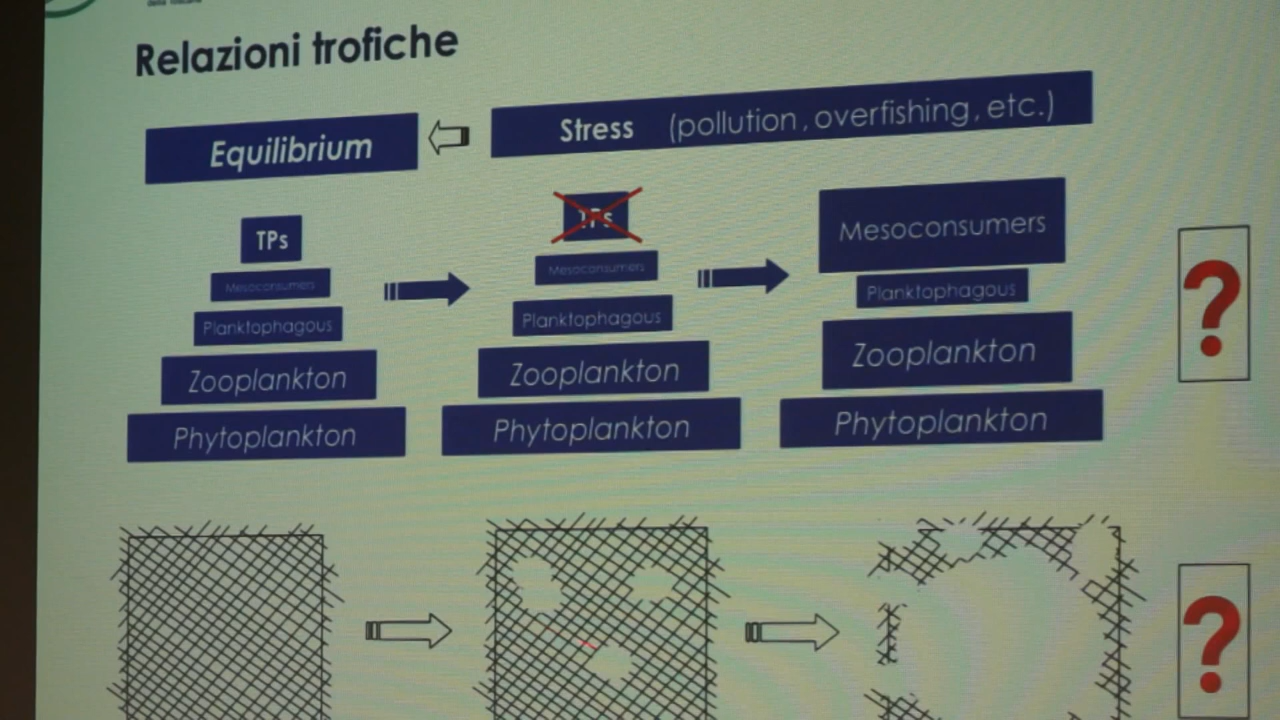 Relazioni trofiche
Equilibrium
Stress (pollution, overfishing, etc.)
TPs
Mesoconsumers
Planktophagous
Zooplankton
Phytoplankton
TPs
Mesoconsumers
Planktophagous
Zooplankton
Phytoplankton
Mesoconsumers
Planktophagous
Zooplankton
Phytoplankton
?
?